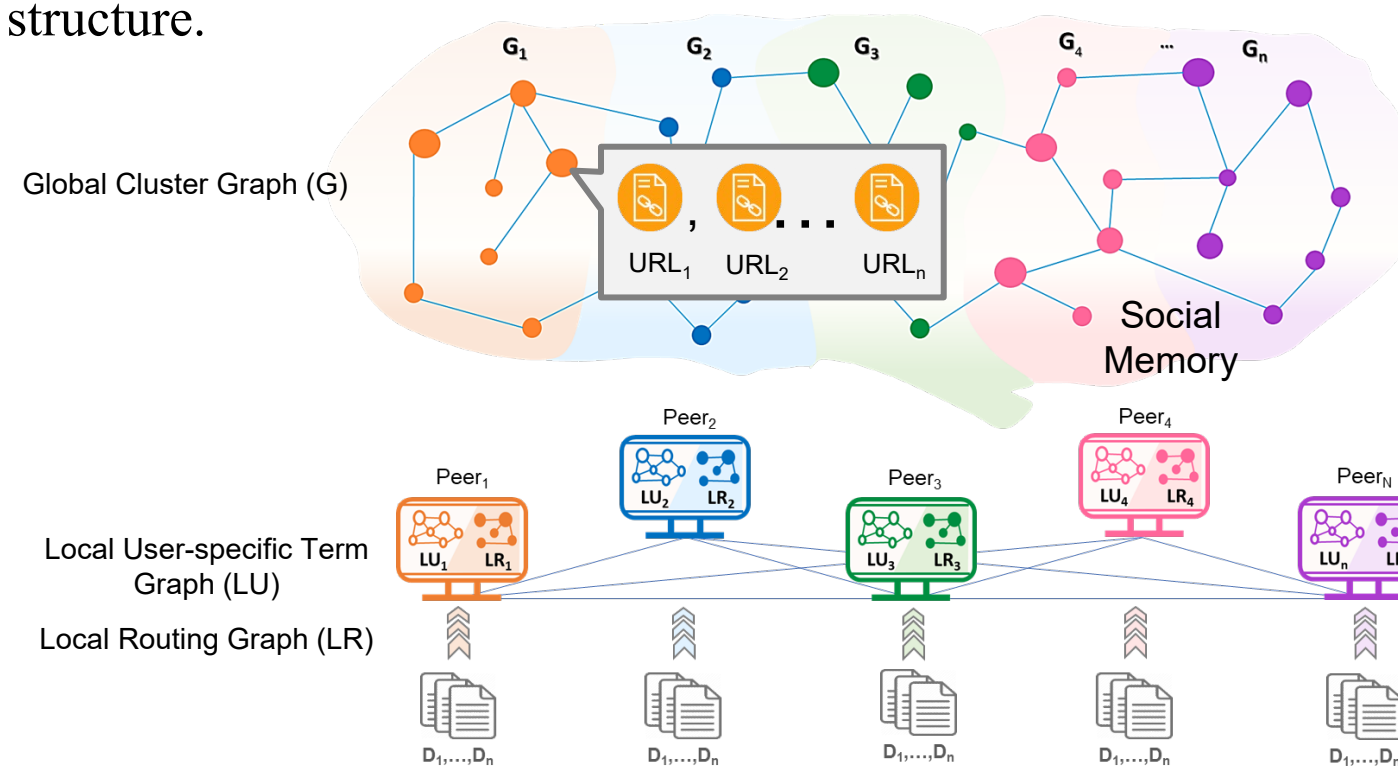 structure.
G1 G2 G3 G4 ... Gn
Global Cluster Graph (G)
, ...
URL1 URL2 URLn
Social
Memory
Peer1 Peer2 Peer3 Peer4 PeerN
LU1 LR1 LU2 LR2 LU3 LR3 LU4 LR4 LUn
Local User-specific Term
Graph (LU)
Local Routing Graph (LR)
D1,...,Dn D1,...,Dn D1,...,Dn D1,...,Dn D1,...,Dn